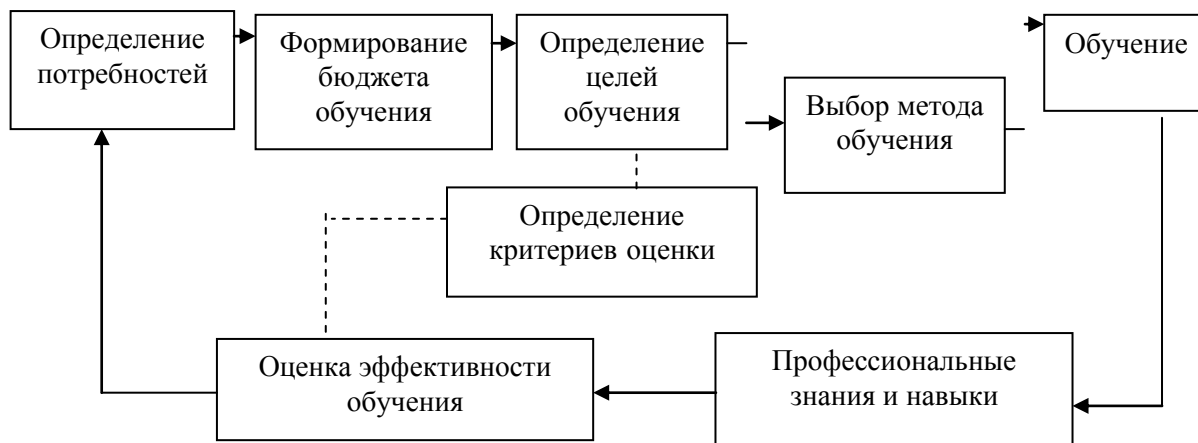 Определение
потребностей
Формирование
бюджета
обучения
Определение
целей
обучения
Выбор метода
обучения
Обучение
Определение
критериев оценки
Оценка эффективности
обучения
Профессиональные
знания и навыки